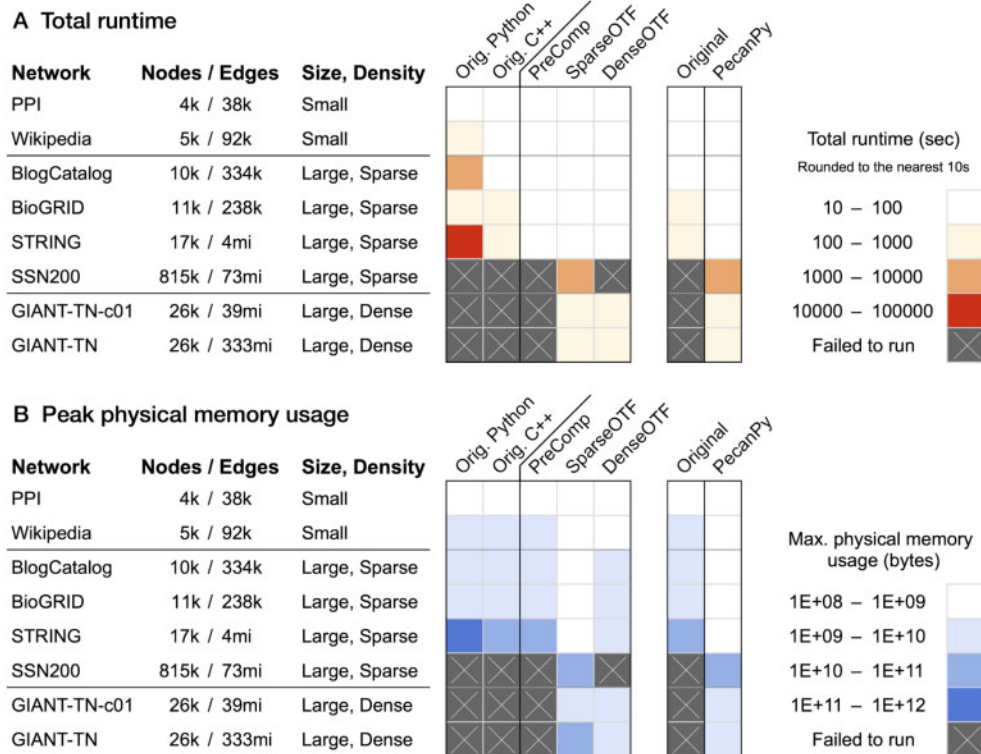 A Total runtime
Orig. Python Orig. C++ PreComp SparseOTF DenseOTF Original PecanPy
Network Nodes / Edges Size, Density
PPI 4k / 38k Small
Wikipedia 5k / 92k Small
BlogCatalog 10k / 334k Large, Sparse
BioGRID 11k / 238k Large, Sparse
STRING 17k / 4mi Large, Sparse
SSN200 815k / 73mi Large, Sparse
GIANT-TN-c01 26k / 39mi Large, Dense
GIANT-TN 26k / 333mi Large, Dense
Total runtime (sec)
Rounded to the nearest 10s
10 – 100
100 – 1000
1000 – 10000
10000 – 100000
Failed to run
B Peak physical memory usage
Orig. Python Orig. C++ PreComp SparseOTF DenseOTF Original PecanPy
Network Nodes / Edges Size, Density
PPI 4k / 38k Small
Wikipedia 5k / 92k Small
BlogCatalog 10k / 334k Large, Sparse
BioGRID 11k / 238k Large, Sparse
STRING 17k / 4mi Large, Sparse
SSN200 815k / 73mi Large, Sparse
GIANT-TN-c01 26k / 39mi Large, Dense
GIANT-TN 26k / 333mi Large, Dense
Max. physical memory
usage (bytes)
1E+08 – 1E+09
1E+09 – 1E+10
1E+10 – 1E+11
1E+11 – 1E+12
Failed to run